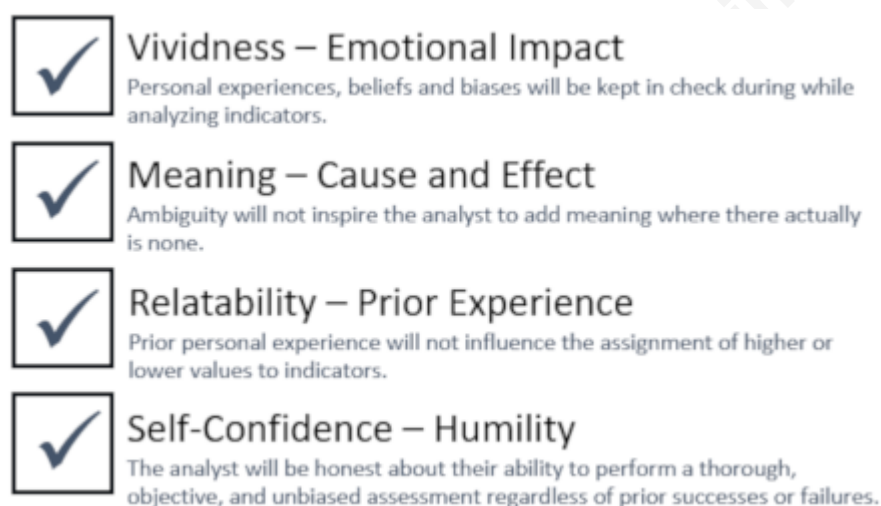 Vividness – Emotional Impact
Personal experiences, beliefs and biases will be kept in check during while
analyzing indicators.
Meaning – Cause and Effect
Ambiguity will not inspire the analyst to add meaning where there actually
is none.
Relatability – Prior Experience
Prior personal experience will not influence the assignment of higher or
lower values to indicators.
Self-Confidence – Humility
The analyst will be honest about their ability to perform a thorough,
objective, and unbiased assessment regardless of prior successes or failures.